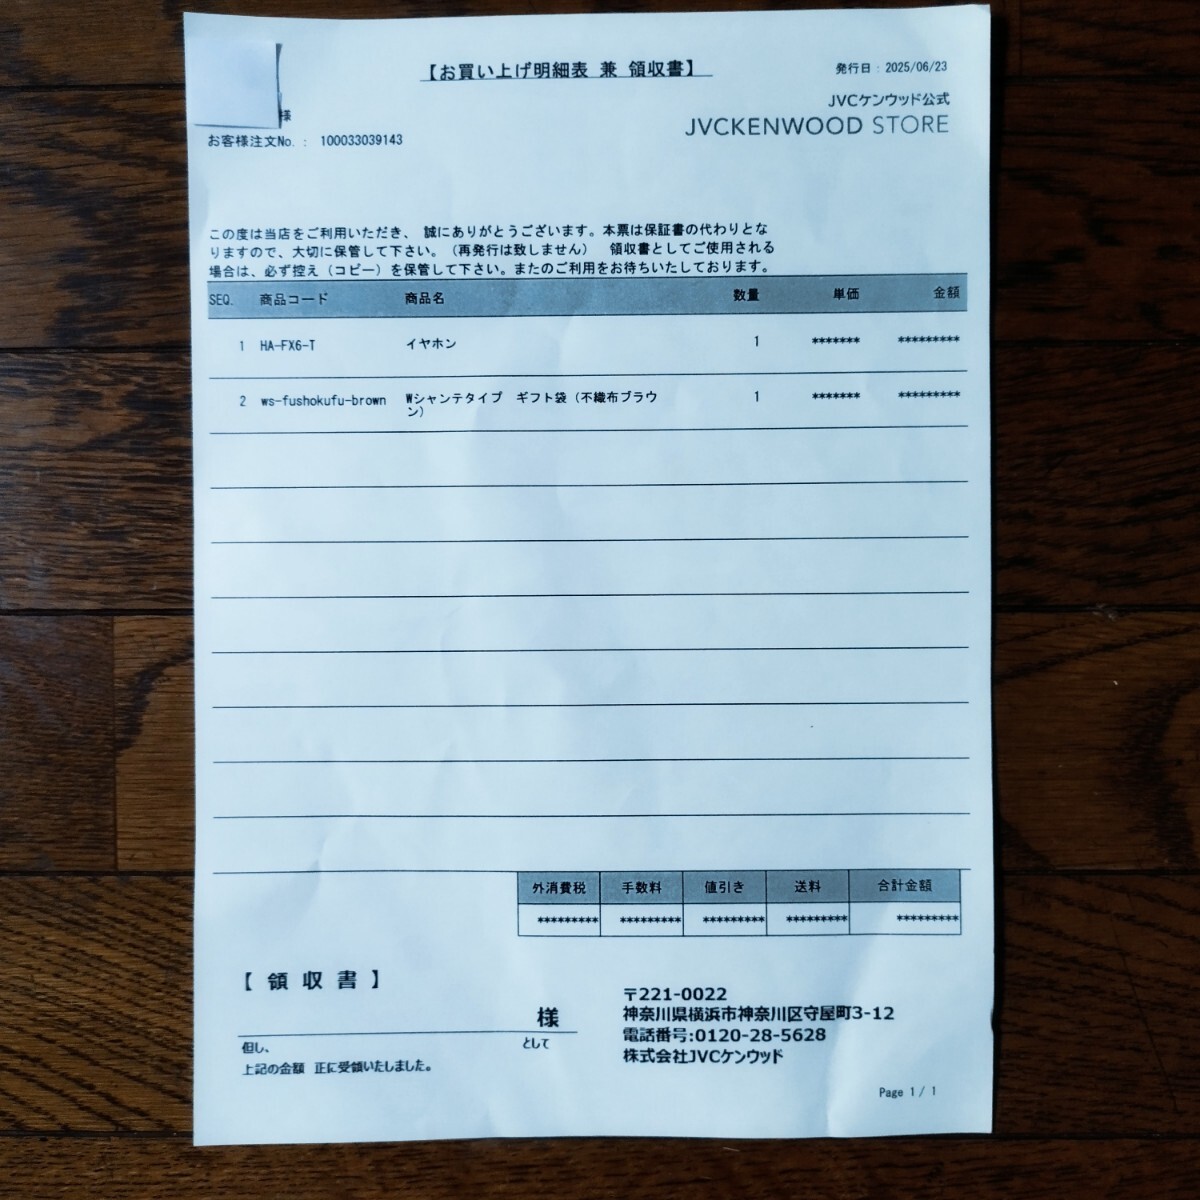 【お買い上げ明細表 兼 領収書】
発行日：2025/06/23
様
JVCケンウッド公式
JVCKENWOOD STORE
お客様注文No.： 100033039143
この度は当店をご利用いただき、 誠にありがとうございます。本票は保証書の代わりとな
りますので、大切に保管して下さい。（再発行は致しません） 領収書としてご使用される
場合は、必ず控え（コピー）を保管して下さい。またのご利用をお待ちいたしております。
SEQ. 商品コード 商品名 数量 単価 金額
1 HA-FX6-T イヤホン 1 ******* *********
2 ws-fushokufu-brown Wシャンテタイプ ギフト袋（不織布ブラウ 1 ******* *********
ン）
外消費税 手数料 値引き 送料 合計金額
********* ********* ********* ********* *********
【 領 収 書 】
様
但し、 として
上記の金額 正に受領いたしました。
〒221-0022
神奈川県横浜市神奈川区守屋町3-12
電話番号:0120-28-5628
株式会社JVCケンウッド
Page 1 / 1